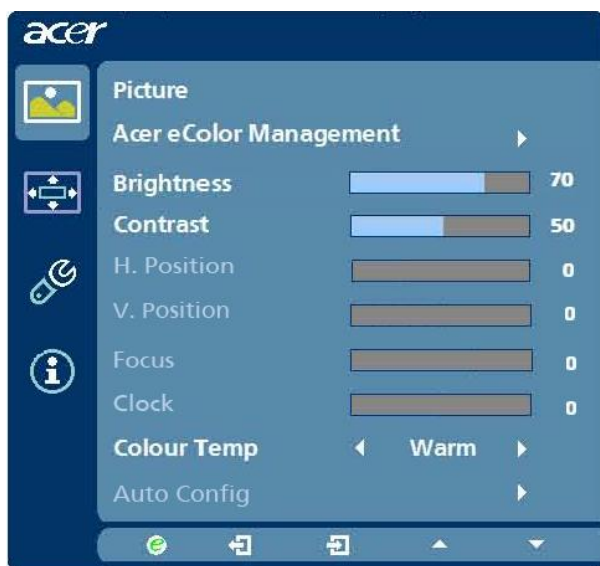 acer
Picture
Acer eColor Management
Brightness 70
Contrast 50
H. Position 0
V. Position 0
Focus 0
Clock 0
Colour Temp Warm
Auto Config
e